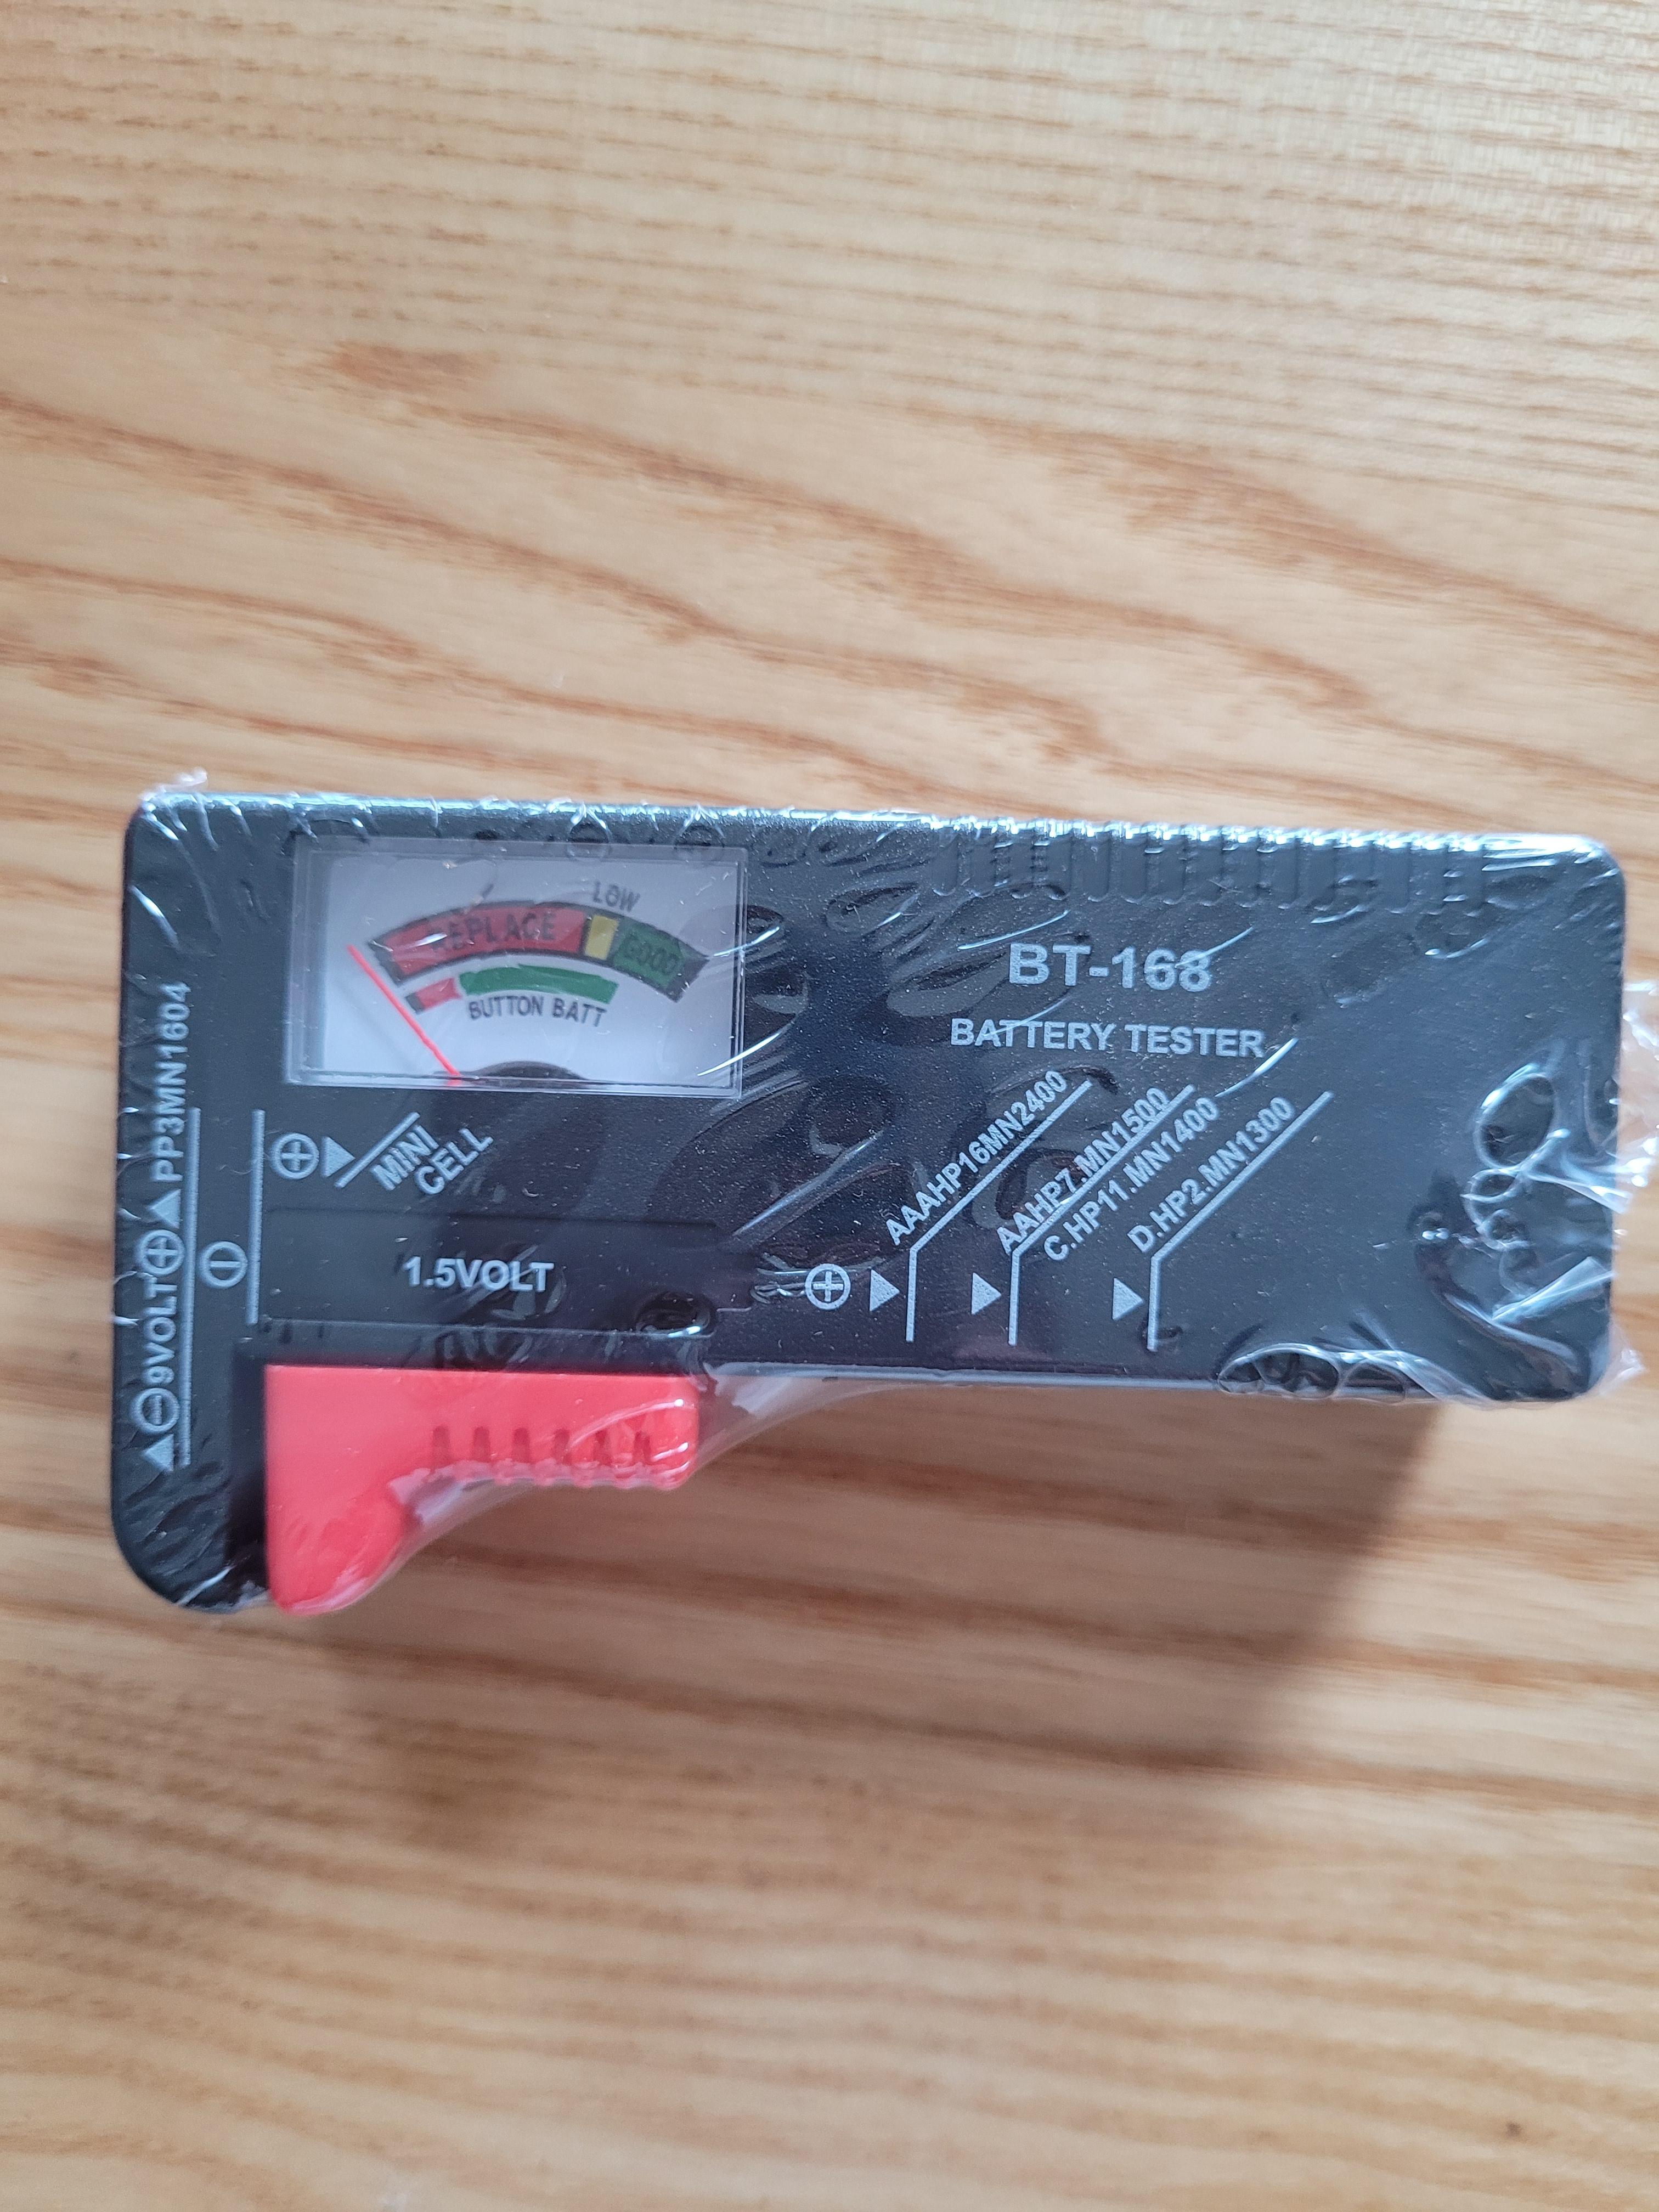 LOW
REPLACE
GOOD
BUTTON BATT
BT-168
BATTERY TESTER
9VOLT
PP3MN1604
MINI
CELL
1.5VOLT
AAAHP16MN2400
AAHP7.MN1500
C.HP11.MN1400
D.HP2.MN1300